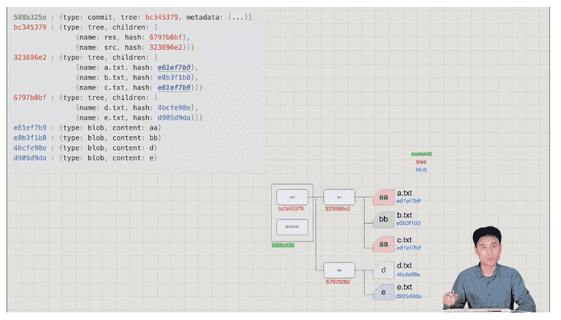 588b325e : {type: commit, tree: bc345379, metadata: {...}}
bc345379 : {type: tree, children: [
{name: res, hash: 6797b0bf},
{name: src, hash: 323696e2}]}
323696e2 : {type: tree, children: [
{name: a.txt, hash: e61ef7b9},
{name: b.txt, hash: e0b3f1b0},
{name: c.txt, hash: e61ef7b9}]}
6797b0bf : {type: tree, children: [
{name: d.txt, hash: 4bcfe98e},
{name: e.txt, hash: d905d9da}]}
e61ef7b9 : {type: blob, content: aa}
e0b3f1b0 : {type: blob, content: bb}
4bcfe98e : {type: blob, content: d}
d905d9da : {type: blob, content: e}
commit
tree
blob
aa a.txt
e61ef7b9
bc345379 323696e2
bb b.txt
e0b3f1b0
588b325e
aa c.txt
e61ef7b9
d d.txt
4bcfe98e
6797b0bf
e e.txt
d905d9da